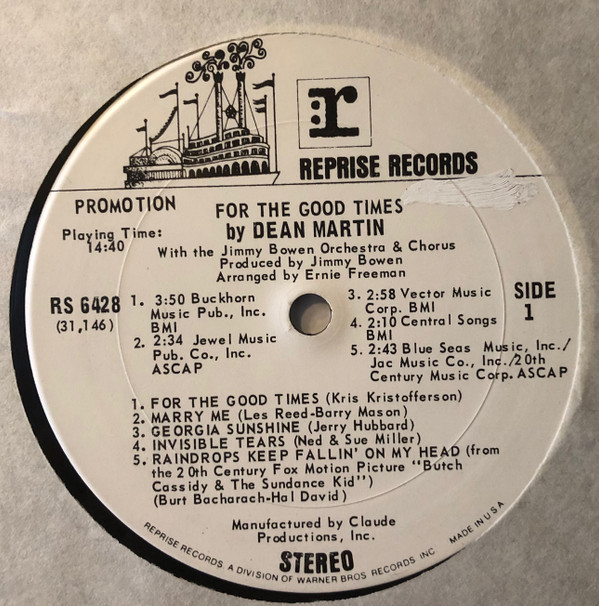 r
REPRISE RECORDS
PROMOTION
Playing Time:
14:40
FOR THE GOOD TIMES
by DEAN MARTIN
With the Jimmy Bowen Orchestra & Chorus
Produced by Jimmy Bowen
Arranged by Ernie Freeman
RS 6428
(31,146)
1. 3:50 Buckhorn
Music Pub., Inc.
BMI
2. 2:34 Jewel Music
Pub. Co., Inc.
ASCAP
3. 2:58 Vector Music
Corp. BMI
4. 2:10 Central Songs
BMI
5. 2:43 Blue Seas Music, Inc./
Jac Music Co., Inc./20th
Century Music Corp. ASCAP
SIDE
1
1. FOR THE GOOD TIMES (Kris Kristofferson)
2. MARRY ME (Les Reed-Barry Mason)
3. GEORGIA SUNSHINE (Jerry Hubbard)
4. INVISIBLE TEARS (Ned & Sue Miller)
5. RAINDROPS KEEP FALLIN' ON MY HEAD (from
the 20th Century Fox Motion Picture "Butch
Cassidy & The Sundance Kid")
(Burt Bacharach-Hal David)
Manufactured by Claude
Productions, Inc.
STEREO
REPRISE RECORDS A DIVISION OF WARNER BROS RECORDS INC MADE IN U.S.A